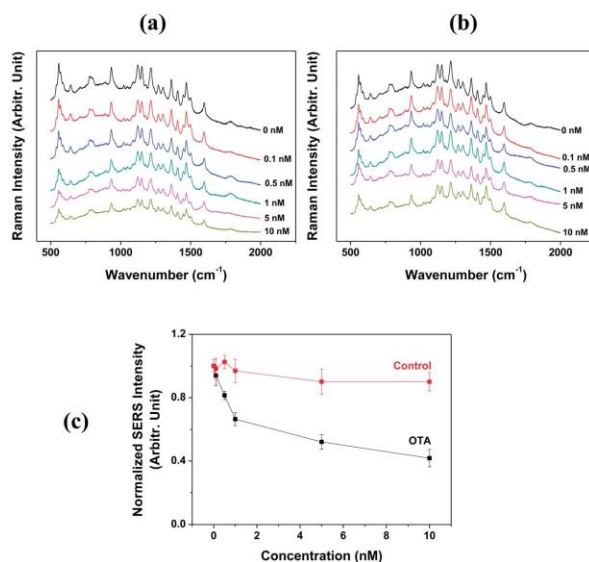 (a)
(b)
Raman Intensity (Arbitr. Unit)
0 nM
0.1 nM
0.5 nM
1 nM
5 nM
10 nM
500 1000 1500 2000
Wavenumber (cm⁻¹)
Raman Intensity (Arbitr. Unit)
0 nM
0.1 nM
0.5 nM
1 nM
5 nM
10 nM
500 1000 1500 2000
Wavenumber (cm⁻¹)
(c)
Normalized SERS Intensity
(Arbitr. Unit)
1.2
0.8
0.4
0.0
Control
OTA
0 2 4 6 8 10
Concentration (nM)